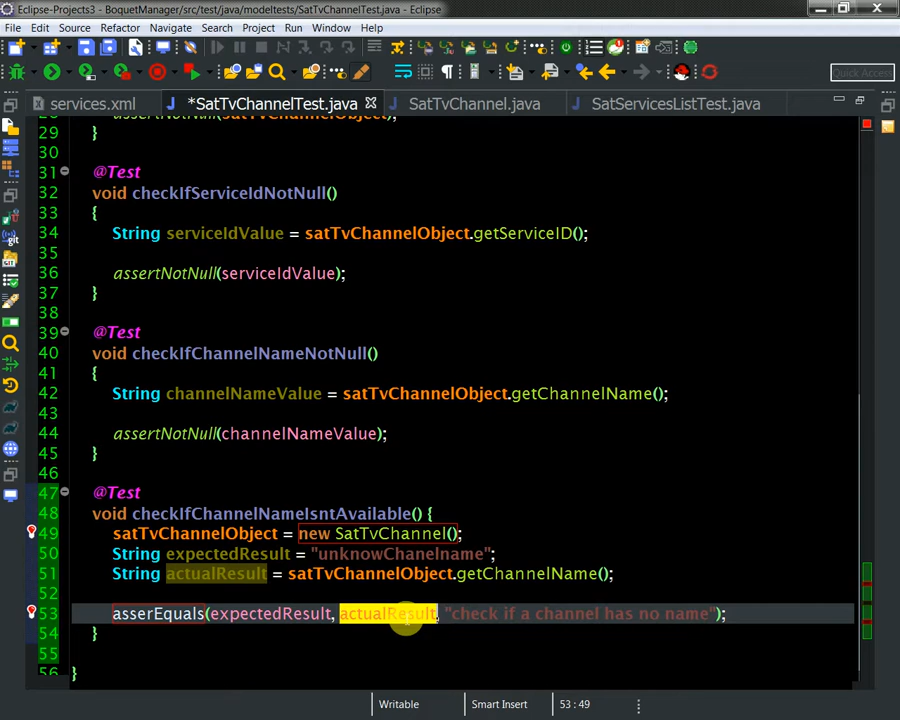 Eclipse-Projects3 - BoquetManager/src/test/java/modeltests/SatTvChannelTest.java - Eclipse
File Edit Source Refactor Navigate Search Project Run Window Help
Quick Access
services.xml *SatTvChannelTest.java SatTvChannel.java SatServicesListTest.java
28 assertNotNull(satTvChannelObject);
29 }
30
31 @Test
32 void checkIfServiceIdNotNull()
33 {
34 String serviceIdValue = satTvChannelObject.getServiceID();
35
36 assertNotNull(serviceIdValue);
37 }
38
39 @Test
40 void checkIfChannelNameNotNull()
41 {
42 String channelNameValue = satTvChannelObject.getChannelName();
43
44 assertNotNull(channelNameValue);
45 }
46
47 @Test
48 void checkIfChannelNameIsntAvailable() {
49 satTvChannelObject = new SatTvChannel();
50 String expectedResult = "unknowChanelname";
51 String actualResult = satTvChannelObject.getChannelName();
52
53 asserEquals(expectedResult, actualResult, "check if a channel has no name");
54 }
55
56 }
Writable Smart Insert 53 : 49